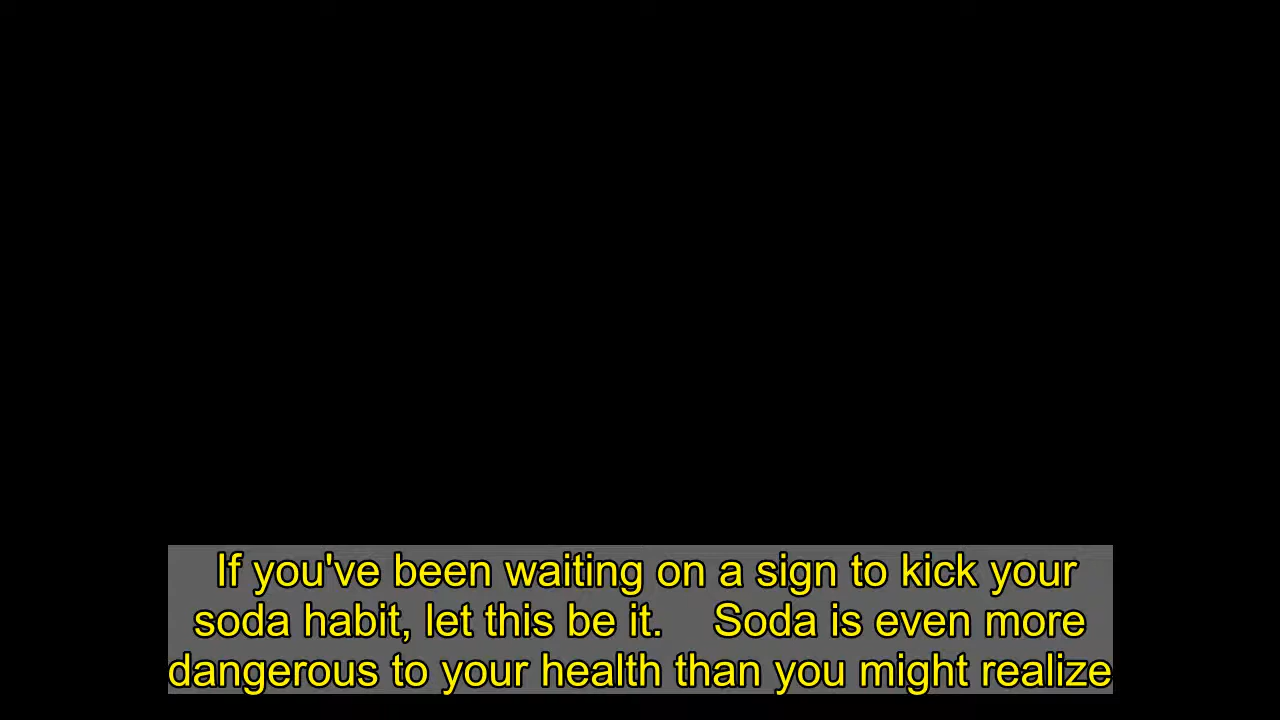 If you've been waiting on a sign to kick your
soda habit, let this be it.    Soda is even more
dangerous to your health than you might realize